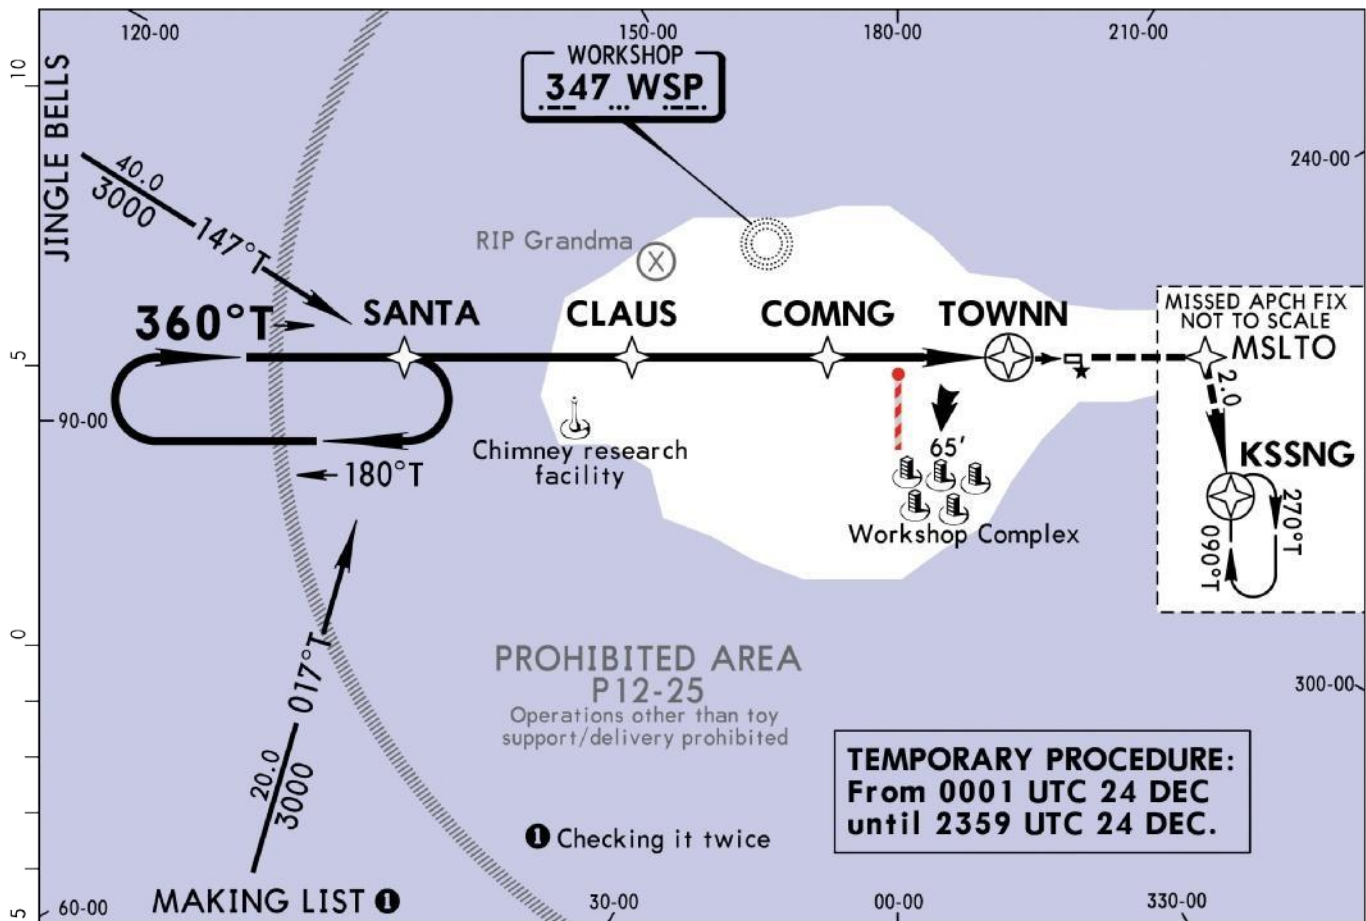 120-00
150-00
180-00
210-00
10
JINGLE BELLS
WORKSHOP
347 WSP
240-00
40.0
3000
147°T
RIP Grandma
X
360°T
SANTA
CLAUS
COMNG
TOWNN
MISSED APCH FIX
NOT TO SCALE
MSLTO
5
2.0
90-00
180°T
Chimney research
facility
65'
Workshop Complex
KSSNG
270°T
090°T
0
017°T
20.0
3000
PROHIBITED AREA
P12-25
Operations other than toy
support/delivery prohibited
300-00
TEMPORARY PROCEDURE:
From 0001 UTC 24 DEC
until 2359 UTC 24 DEC.
1 Checking it twice
MAKING LIST 1
5
60-00
30-00
00-00
330-00